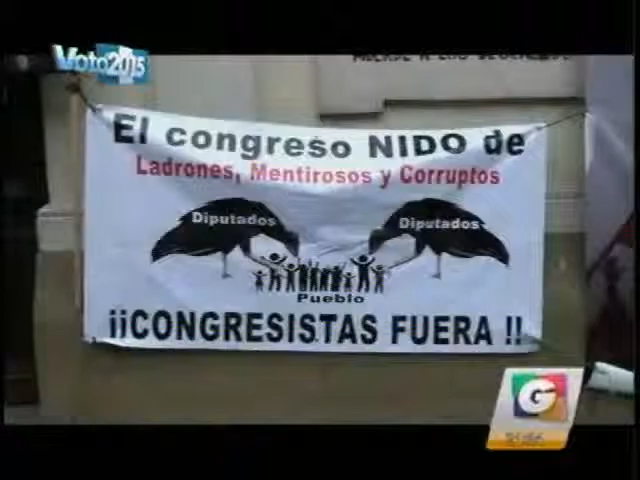 Voto2015
El congreso NIDO de
Ladrones, Mentirosos y Corruptos
Diputados
Diputados
Pueblo
¡¡CONGRESISTAS FUERA !!
G